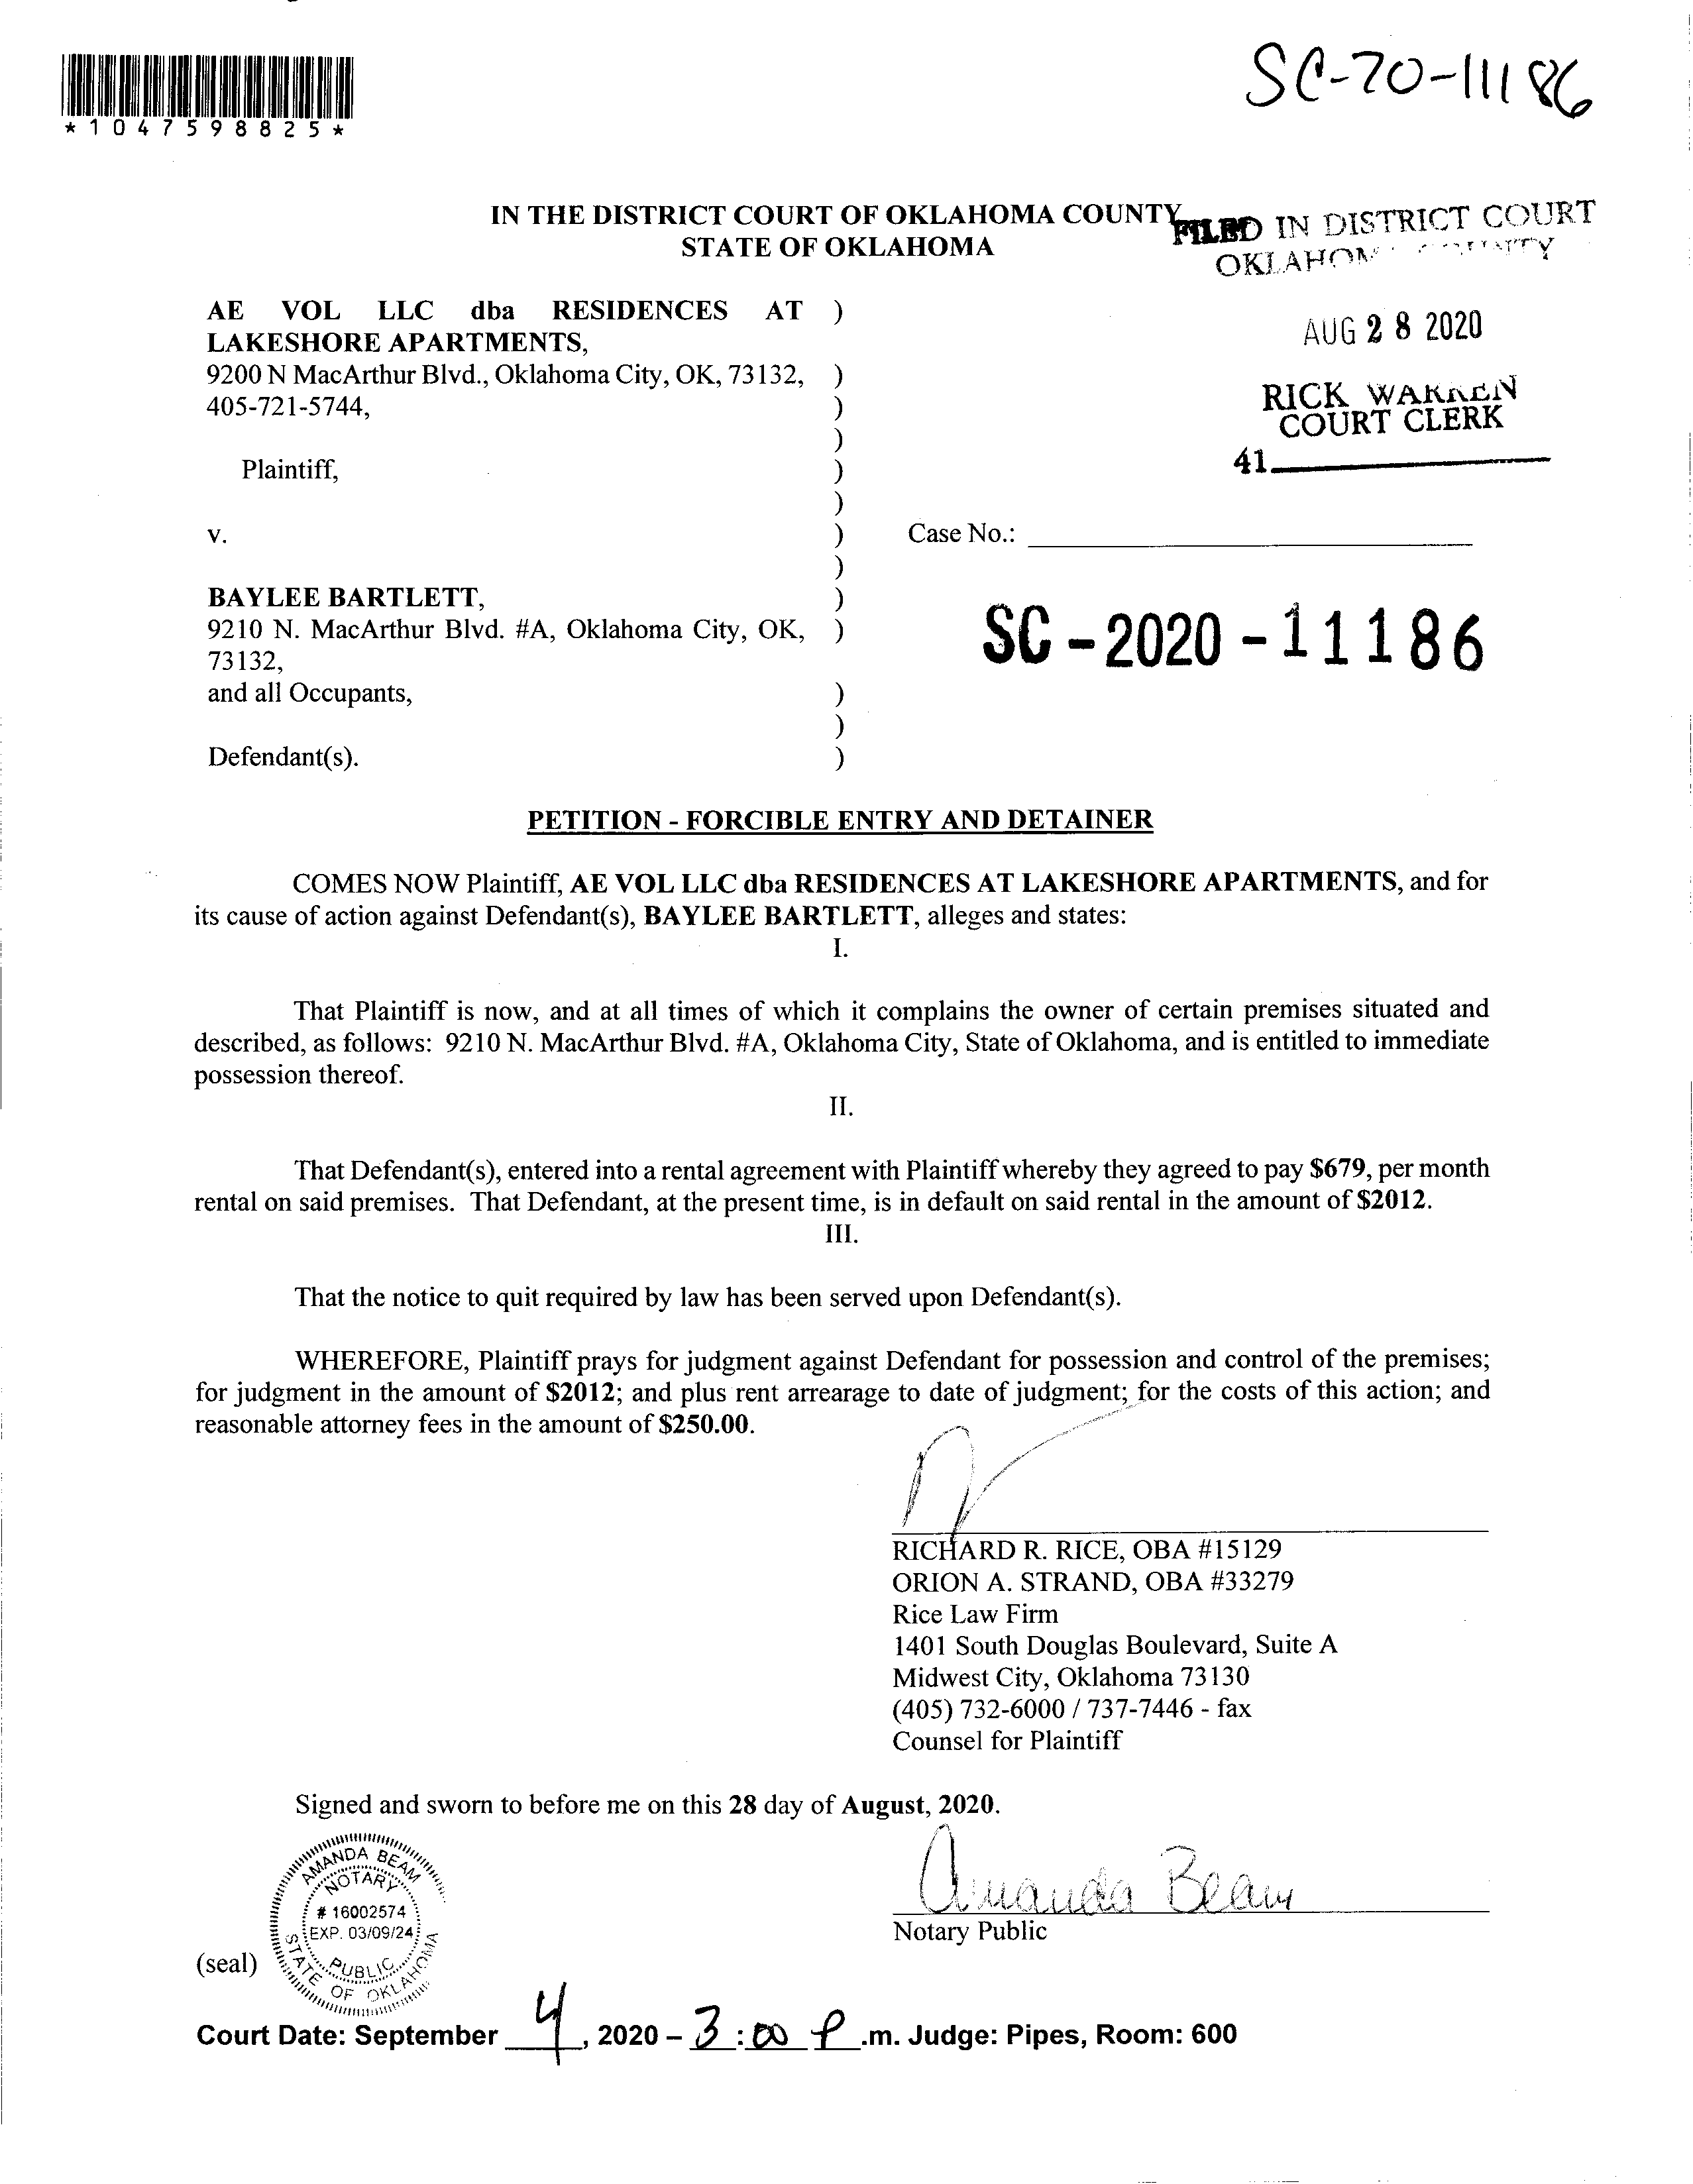 SC-20-11186
*1047598825*
IN THE DISTRICT COURT OF OKLAHOMA COUNTY
STATE OF OKLAHOMA
FILED IN DISTRICT COURT
OKLAHOMA COUNTY
AUG 28 2020
RICK WARREN
COURT CLERK
41
AE VOL LLC dba RESIDENCES AT )
LAKESHORE APARTMENTS,
9200 N MacArthur Blvd., Oklahoma City, OK, 73132, )
405-721-5744, )
)
Plaintiff, )
)
v. )
Case No.:
)
BAYLEE BARTLETT, )
9210 N. MacArthur Blvd. #A, Oklahoma City, OK, )
73132,
and all Occupants, )
)
Defendant(s). )
SC-2020-11186
PETITION - FORCIBLE ENTRY AND DETAINER
COMES NOW Plaintiff, AE VOL LLC dba RESIDENCES AT LAKESHORE APARTMENTS, and for
its cause of action against Defendant(s), BAYLEE BARTLETT, alleges and states:
I.
That Plaintiff is now, and at all times of which it complains the owner of certain premises situated and
described, as follows: 9210 N. MacArthur Blvd. #A, Oklahoma City, State of Oklahoma, and is entitled to immediate
possession thereof.
II.
That Defendant(s), entered into a rental agreement with Plaintiff whereby they agreed to pay $679, per month
rental on said premises. That Defendant, at the present time, is in default on said rental in the amount of $2012.
III.
That the notice to quit required by law has been served upon Defendant(s).
WHEREFORE, Plaintiff prays for judgment against Defendant for possession and control of the premises;
for judgment in the amount of $2012; and plus rent arrearage to date of judgment; for the costs of this action; and
reasonable attorney fees in the amount of $250.00.
RICHARD R. RICE, OBA #15129
ORION A. STRAND, OBA #33279
Rice Law Firm
1401 South Douglas Boulevard, Suite A
Midwest City, Oklahoma 73130
(405) 732-6000 / 737-7446 - fax
Counsel for Plaintiff
Signed and sworn to before me on this 28 day of August, 2020.
Amanda Beam
Notary Public
AMANDA BEAM
NOTARY
# 16002574
EXP. 03/09/24
PUBLIC
STATE OF OKLAHOMA
(seal)
Court Date: September 4, 2020 – 3:00 P.m. Judge: Pipes, Room: 600